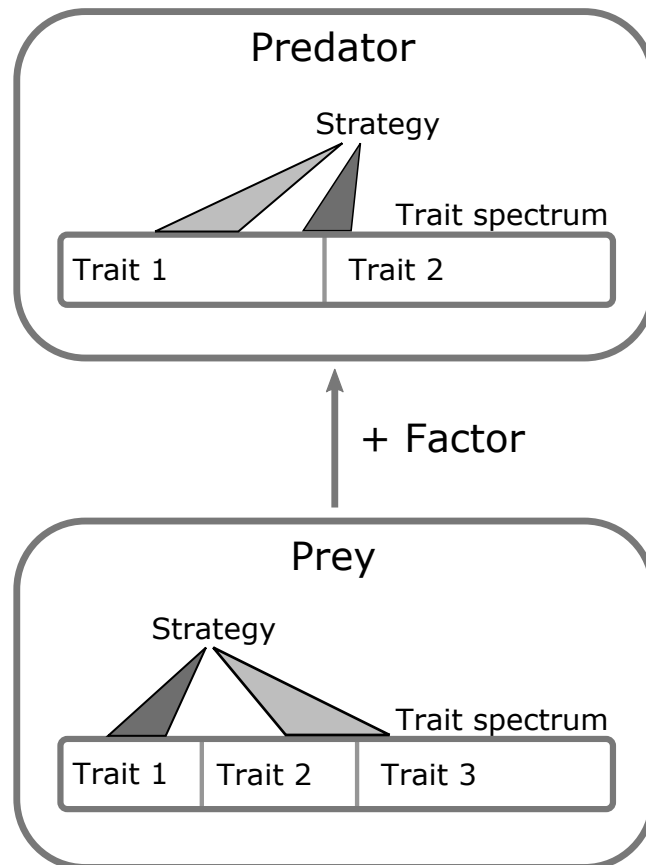 Predator
Strategy
Trait spectrum
Trait 1
Trait 2
+ Factor
Prey
Strategy
Trait spectrum
Trait 1
Trait 2
Trait 3